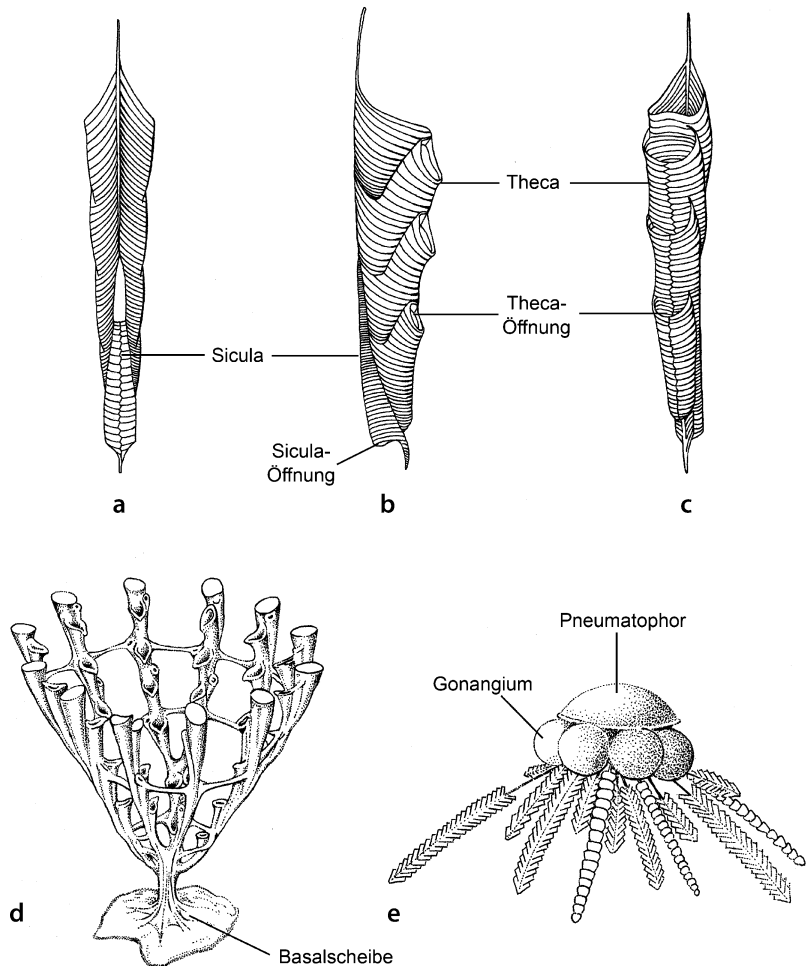 Theca
Theca-
Öffnung
Sicula
Sicula-
Öffnung
a
b
c
Pneumatophor
Gonangium
d
e
Basalscheibe